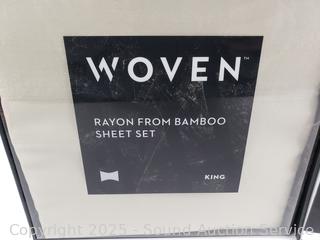 WOVEN™
RAYON FROM BAMBOO
SHEET SET
KING
Copyright 2025 - Sound Auction Service